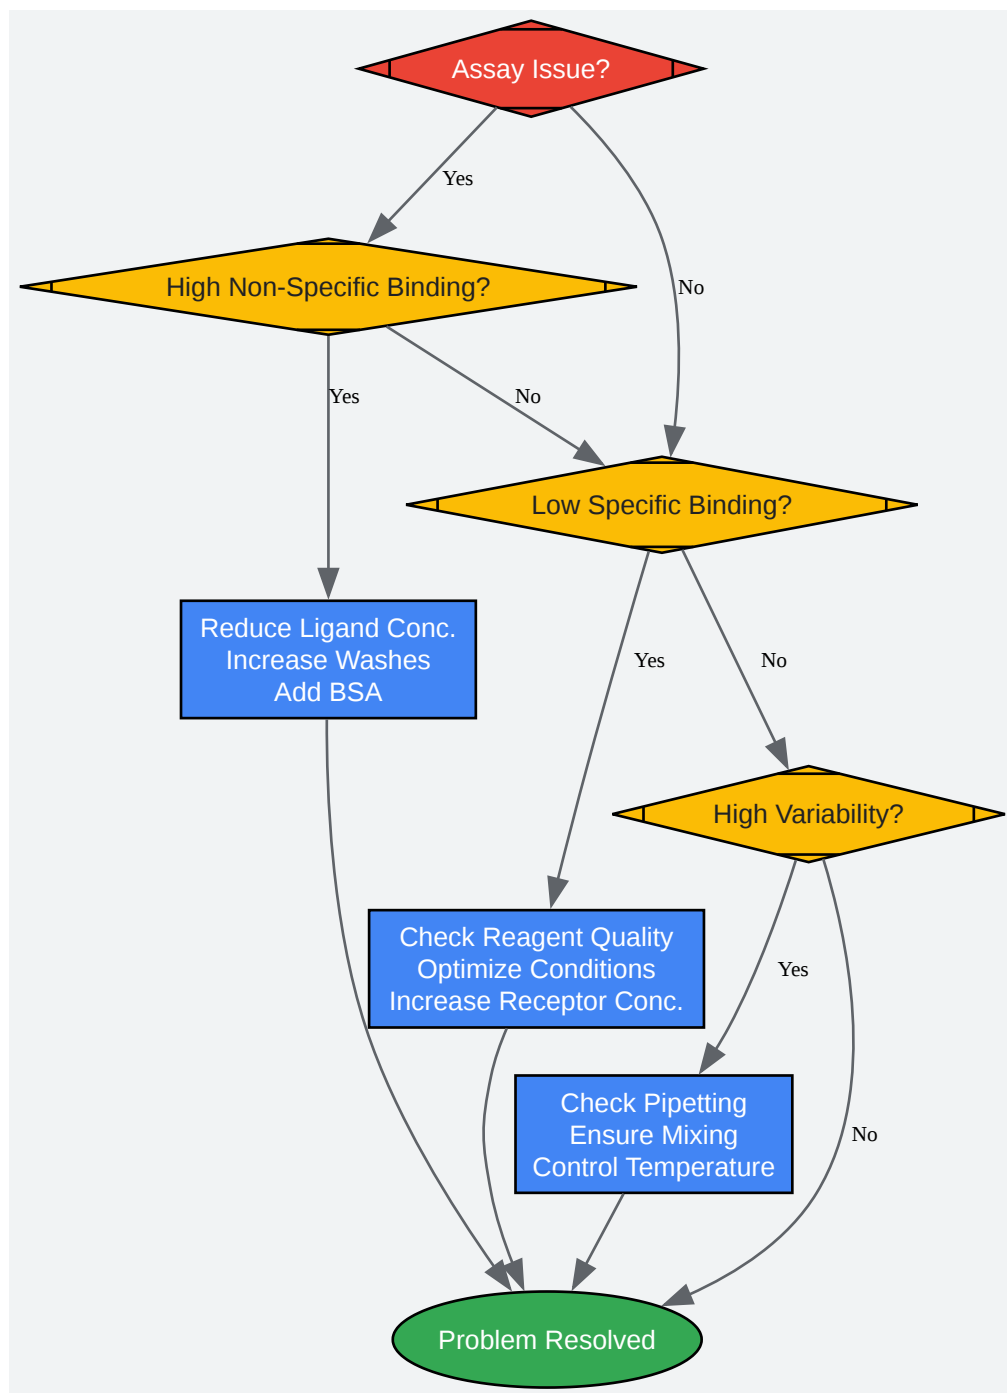 Assay Issue?
Yes
High Non-Specific Binding?
No
Yes
No
Low Specific Binding?
Reduce Ligand Conc.
Increase Washes
Add BSA
Yes
No
High Variability?
Check Reagent Quality
Optimize Conditions
Increase Receptor Conc.
Yes
Check Pipetting
Ensure Mixing
Control Temperature
No
Problem Resolved